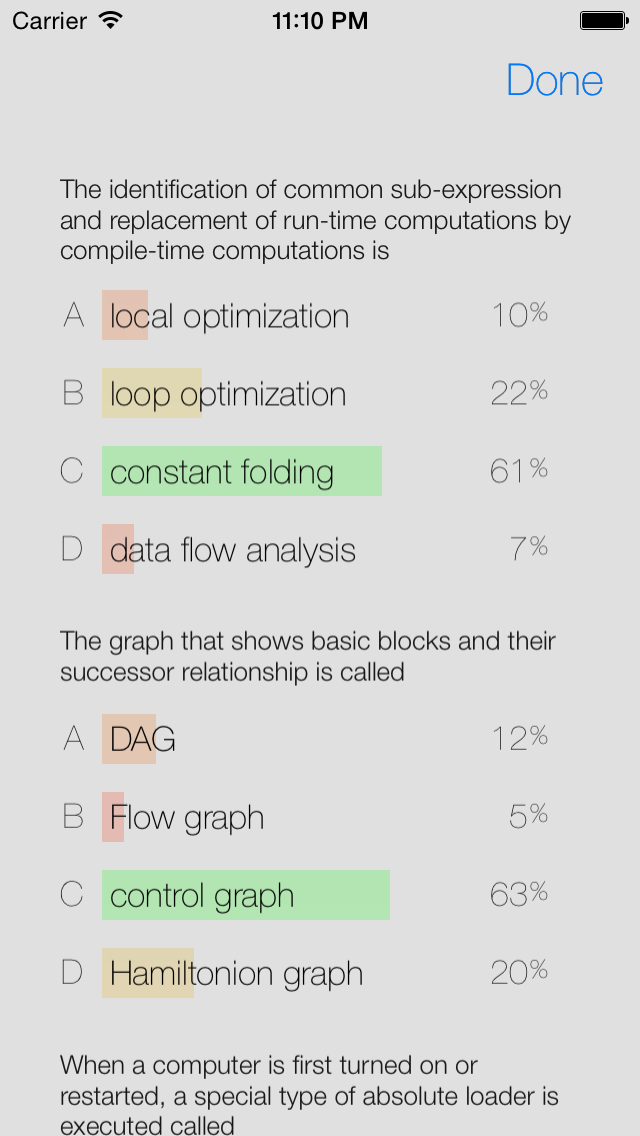 Carrier 11:10 PM
Done
The identification of common sub-expression
and replacement of run-time computations by
compile-time computations is
A local optimization 10%
B loop optimization 22%
C constant folding 61%
D data flow analysis 7%
The graph that shows basic blocks and their
successor relationship is called
A DAG 12%
B Flow graph 5%
C control graph 63%
D Hamiltonion graph 20%
When a computer is first turned on or
restarted, a special type of absolute loader is
executed called